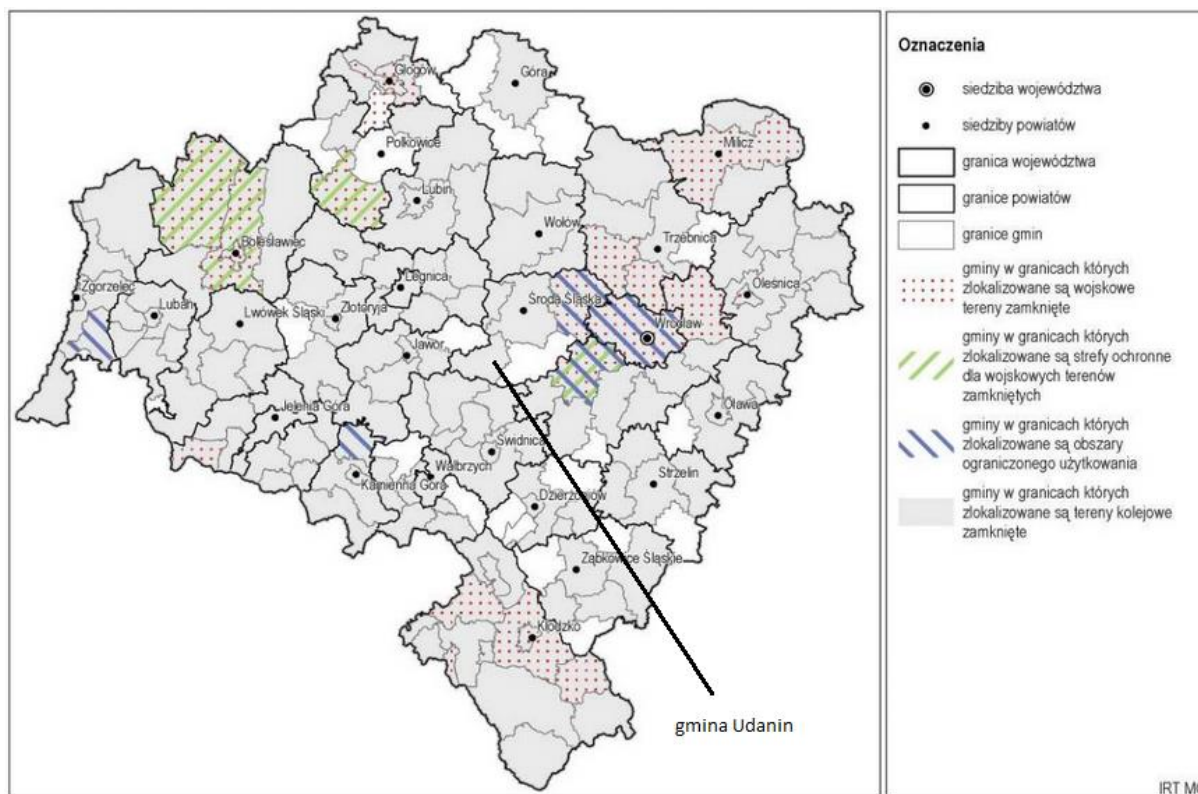 Głogów
Góra
Polkowice
Milicz
Lubin
Wołów
Trzebnica
Bolesławiec
Legnica
Oleśnica
Zgorzelec
Środa Śląska
Lubań
Lwówek Śląski
Złotoryja
Wrocław
Jawor
Jelenia Góra
Oława
Świdnica
Wałbrzych
Kamienna Góra
Strzelin
Dzierżoniów
Ząbkowice Śląskie
Kłodzko
gmina Udanin
Oznaczenia
siedziba województwa
siedziby powiatów
granica województwa
granice powiatów
granice gmin
gminy w granicach których
zlokalizowane są wojskowe
tereny zamknięte
gminy w granicach których
zlokalizowane są strefy ochronne
dla wojskowych terenów
zamkniętych
gminy w granicach których
zlokalizowane są obszary
ograniczonego użytkowania
gminy w granicach których
zlokalizowane są tereny kolejowe
zamknięte